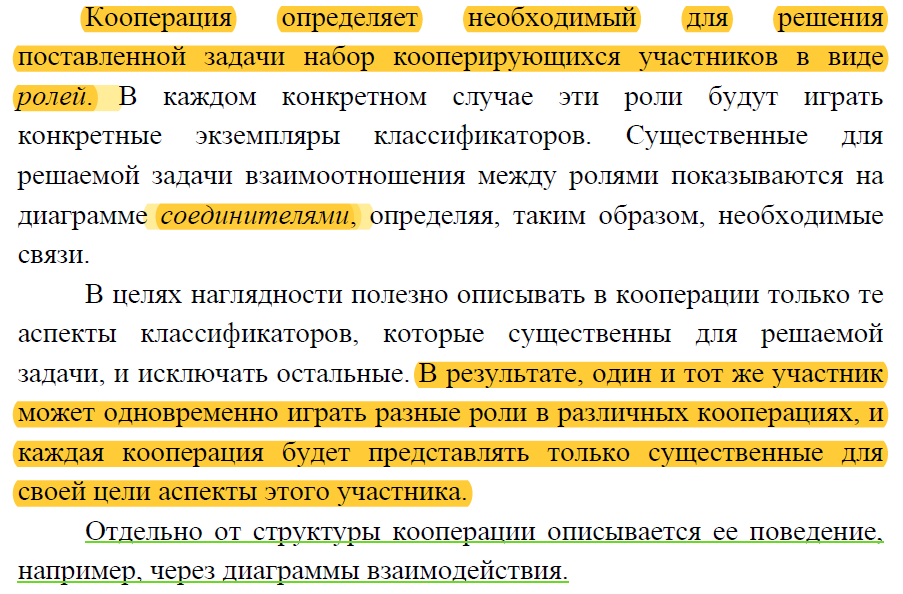 Кооперация определяет необходимый для решения
поставленной задачи набор кооперирующихся участников в виде
ролей. В каждом конкретном случае эти роли будут играть
конкретные экземпляры классификаторов. Существенные для
решаемой задачи взаимоотношения между ролями показываются на
диаграмме соединителями, определяя, таким образом, необходимые
связи.
В целях наглядности полезно описывать в кооперации только те
аспекты классификаторов, которые существенны для решаемой
задачи, и исключать остальные. В результате, один и тот же участник
может одновременно играть разные роли в различных кооперациях, и
каждая кооперация будет представлять только существенные для
своей цели аспекты этого участника.
Отдельно от структуры кооперации описывается ее поведение,
например, через диаграммы взаимодействия.